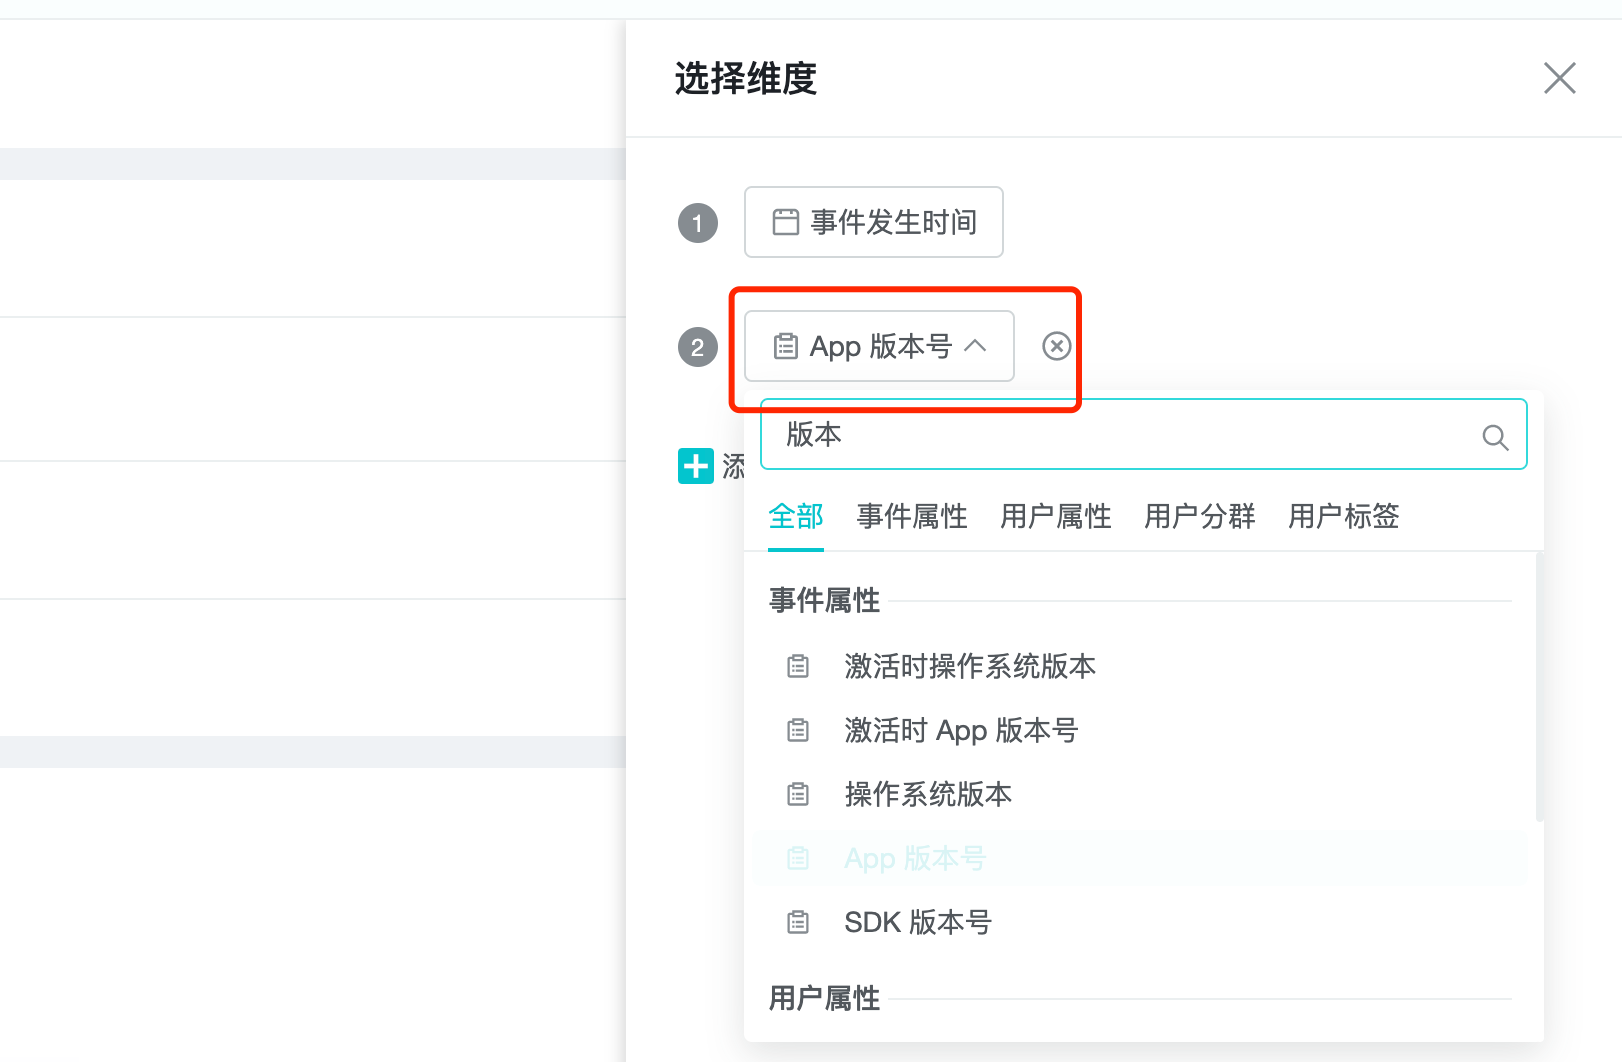 选择维度
1
事件发生时间
2
App 版本号
添
版本
全部 事件属性 用户属性 用户分群 用户标签
事件属性
激活时操作系统版本
激活时 App 版本号
操作系统版本
App 版本号
SDK 版本号
用户属性